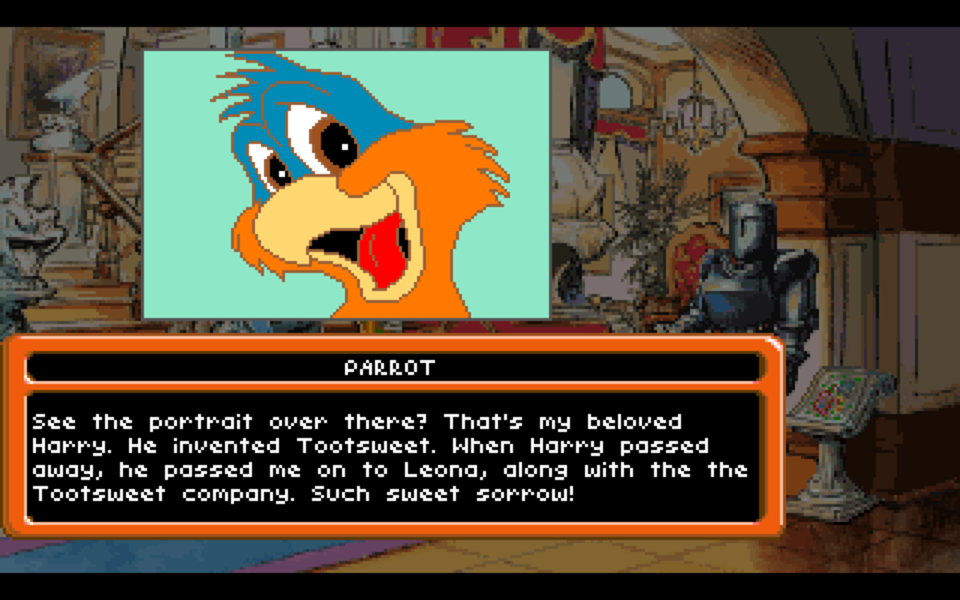 PARROT
See the portrait over there? That's my beloved
Harry. He invented Tootsweet. When Harry passed
away, he passed me on to Leona, along with the the
Tootsweet company. Such sweet sorrow!